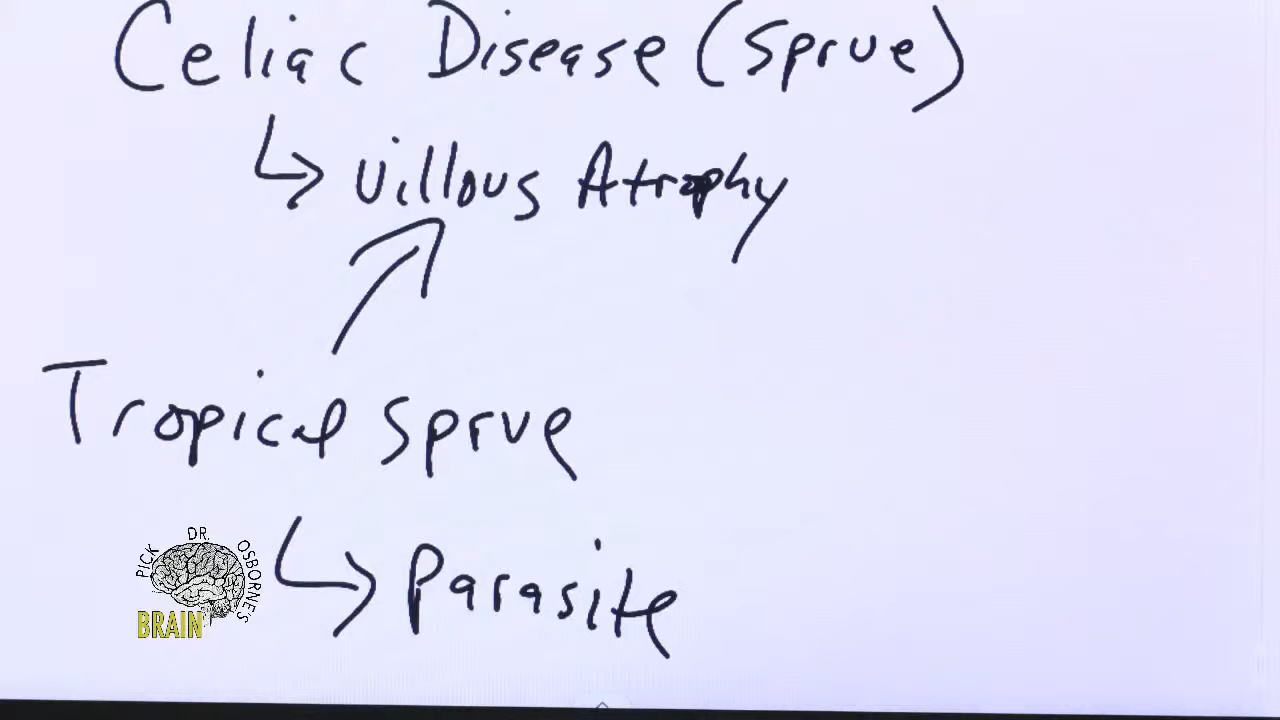 Celiac Disease (Sprue)
Villous Atrophy
Tropical Sprue
Parasite
PICK DR. OSBORNE'S
BRAIN